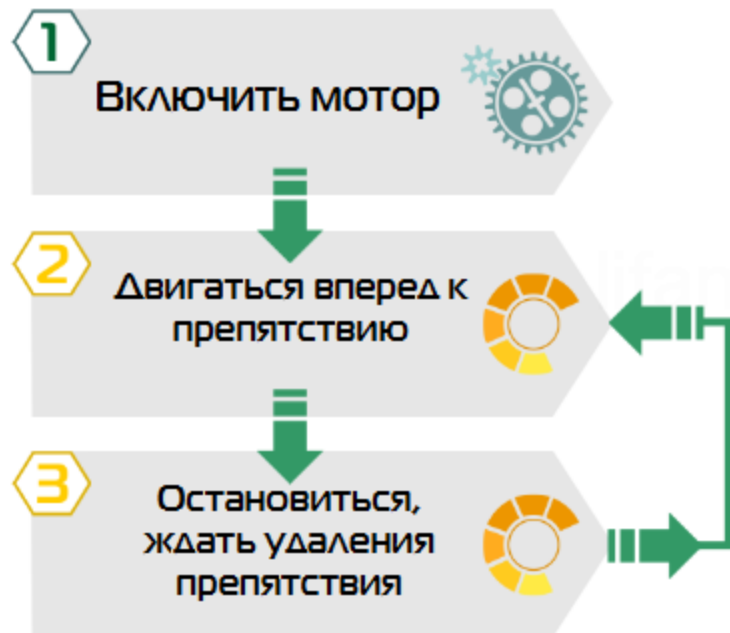 1
Включить мотор
2
Двигаться вперед к
препятствию
3
Остановиться,
ждать удаления
препятствия